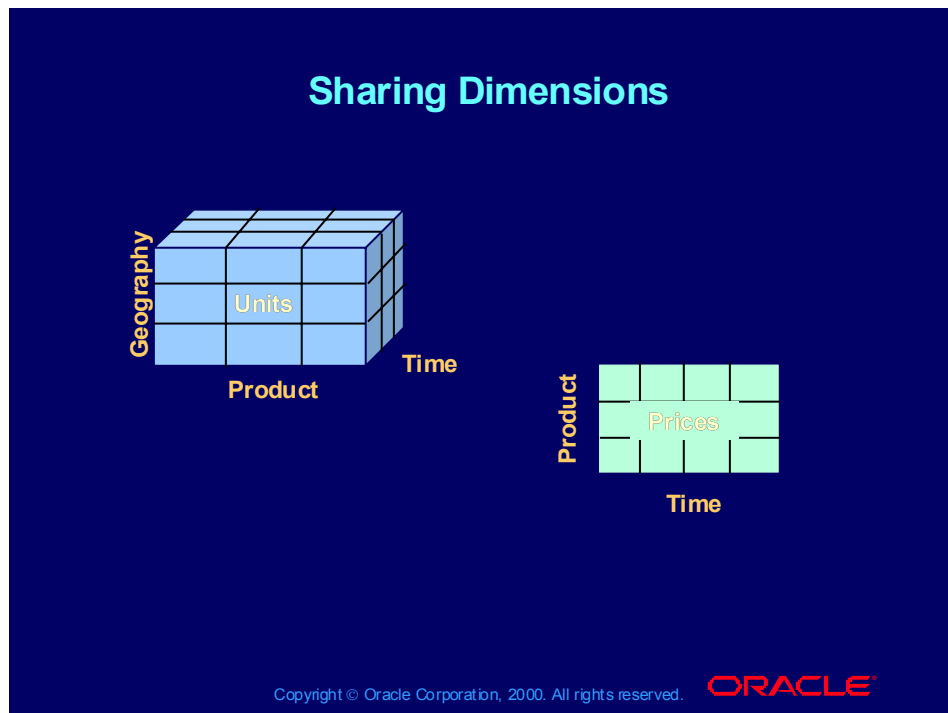 Sharing Dimensions
Geography
Units
Time
Product
Product
Prices
Time
Copyright © Oracle Corporation, 2000. All rights reserved.
ORACLE®